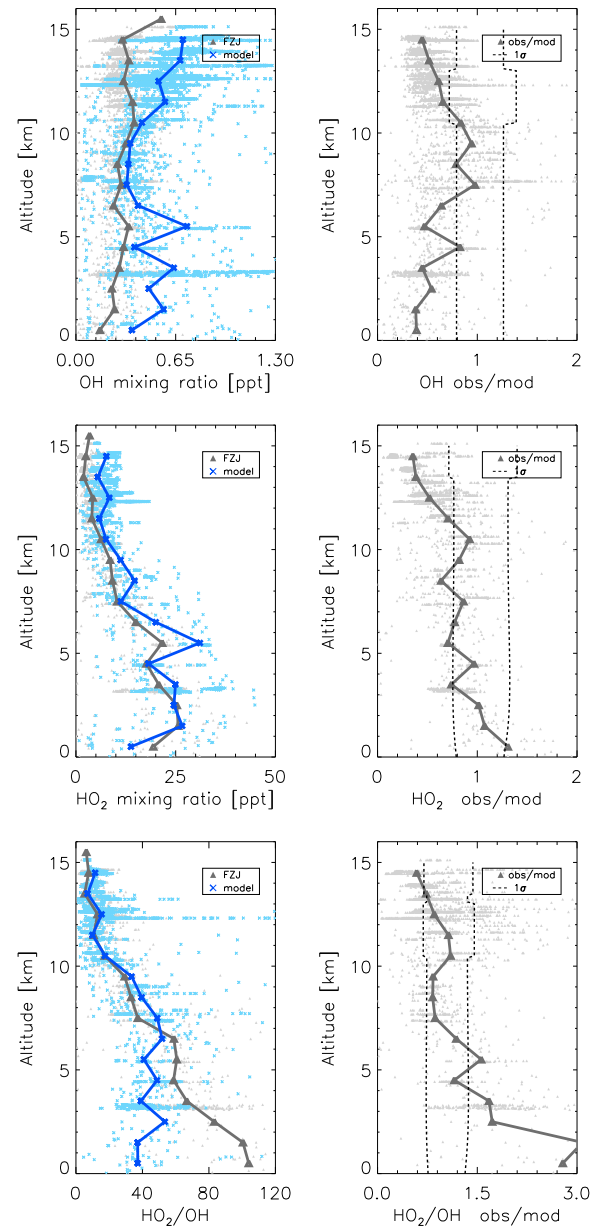 15
10
5
0
Altitude [km]
FZJ
model
0.00 0.65 1.30
OH mixing ratio [ppt]
15
10
5
0
Altitude [km]
obs/mod
1σ
0 1 2
OH obs/mod
15
10
5
0
Altitude [km]
FZJ
model
0 25 50
HO₂ mixing ratio [ppt]
15
10
5
0
Altitude [km]
obs/mod
1σ
0 1 2
HO₂ obs/mod
15
10
5
0
Altitude [km]
FZJ
model
0 40 80 120
HO₂/OH
15
10
5
0
Altitude [km]
obs/mod
1σ
0.0 1.5 3.0
HO₂/OH obs/mod